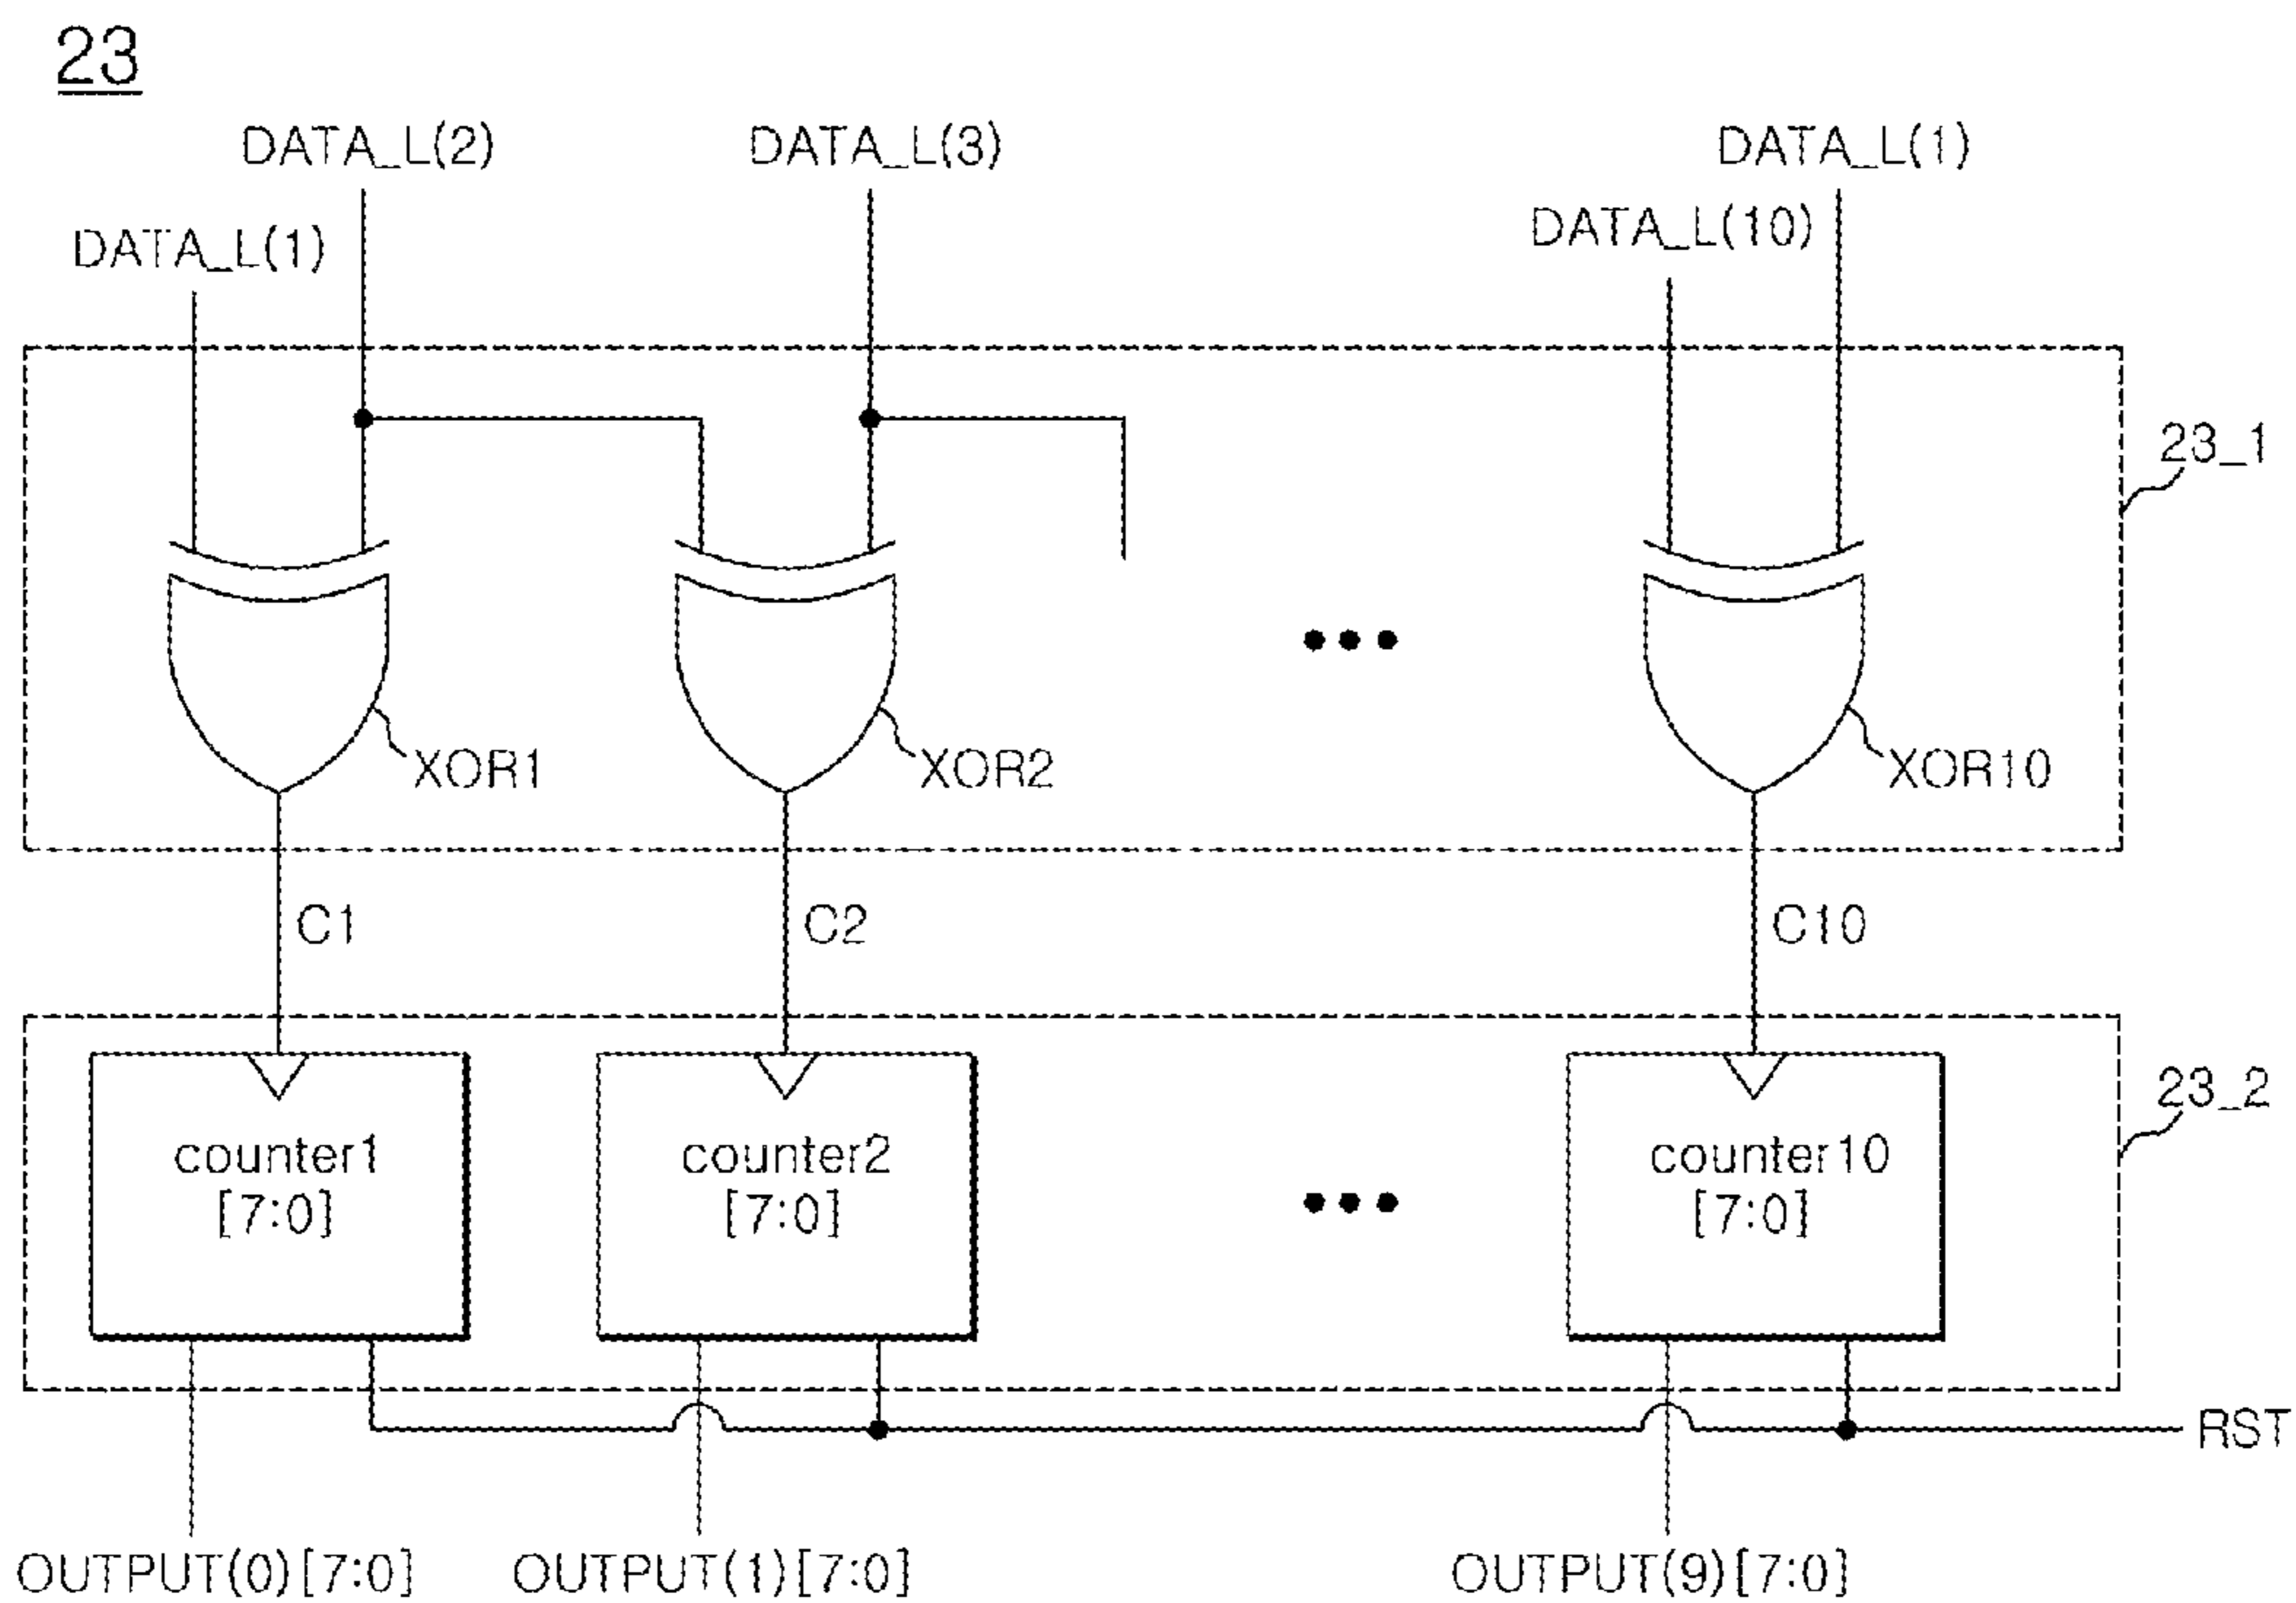 23
DATA_L(2)
DATA_L(3)
DATA_L(1)
DATA_L(1)
DATA_L(10)
23_1
XOR1
XOR2
XOR10
C1
C2
C10
23_2
counter1
[7:0]
counter2
[7:0]
counter10
[7:0]
RST
OUTPUT(0)[7:0]
OUTPUT(1)[7:0]
OUTPUT(9)[7:0]